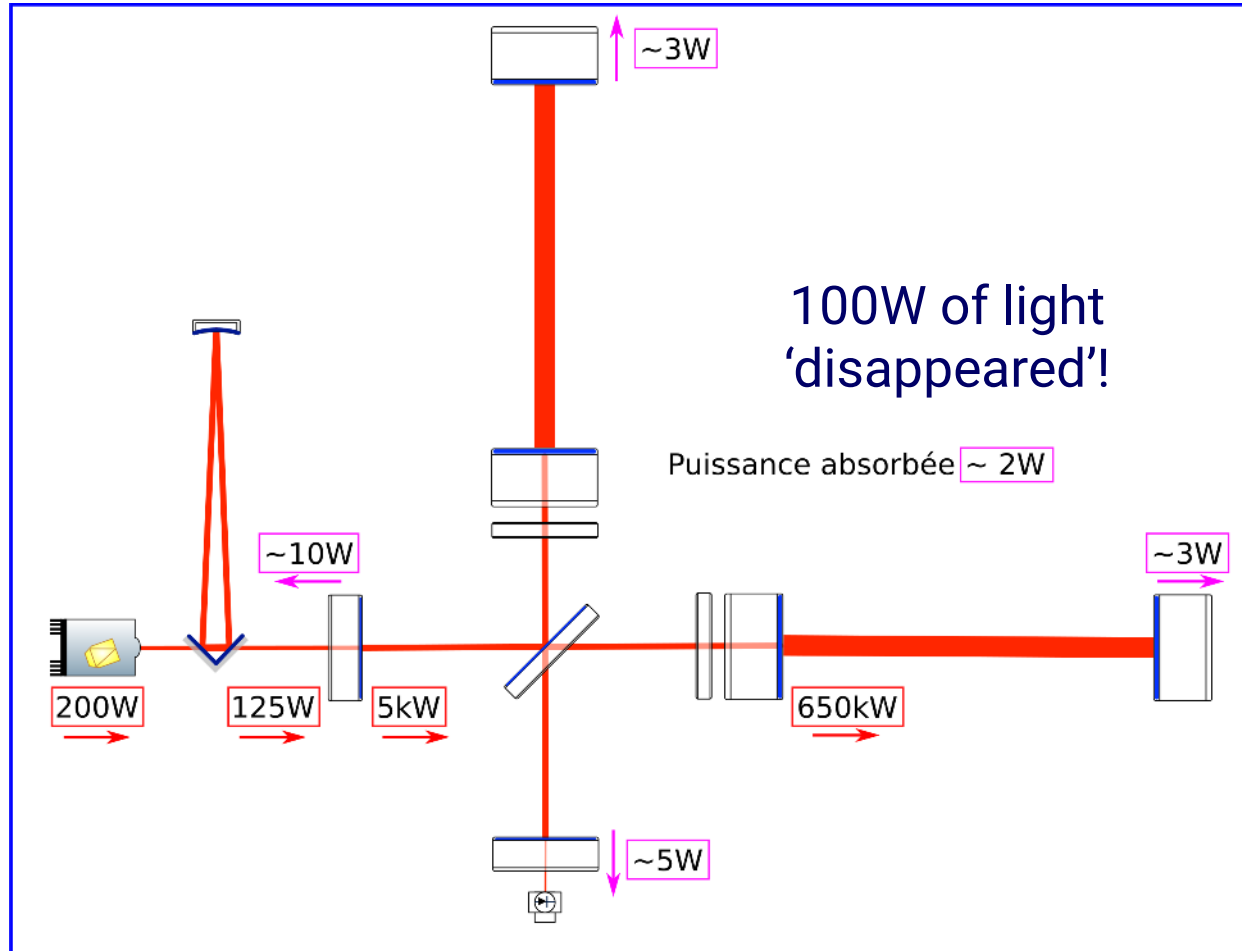 ~3W
100W of light
‘disappeared’!
Puissance absorbée ~ 2W
~10W
~3W
200W
125W
5kW
650kW
~5W